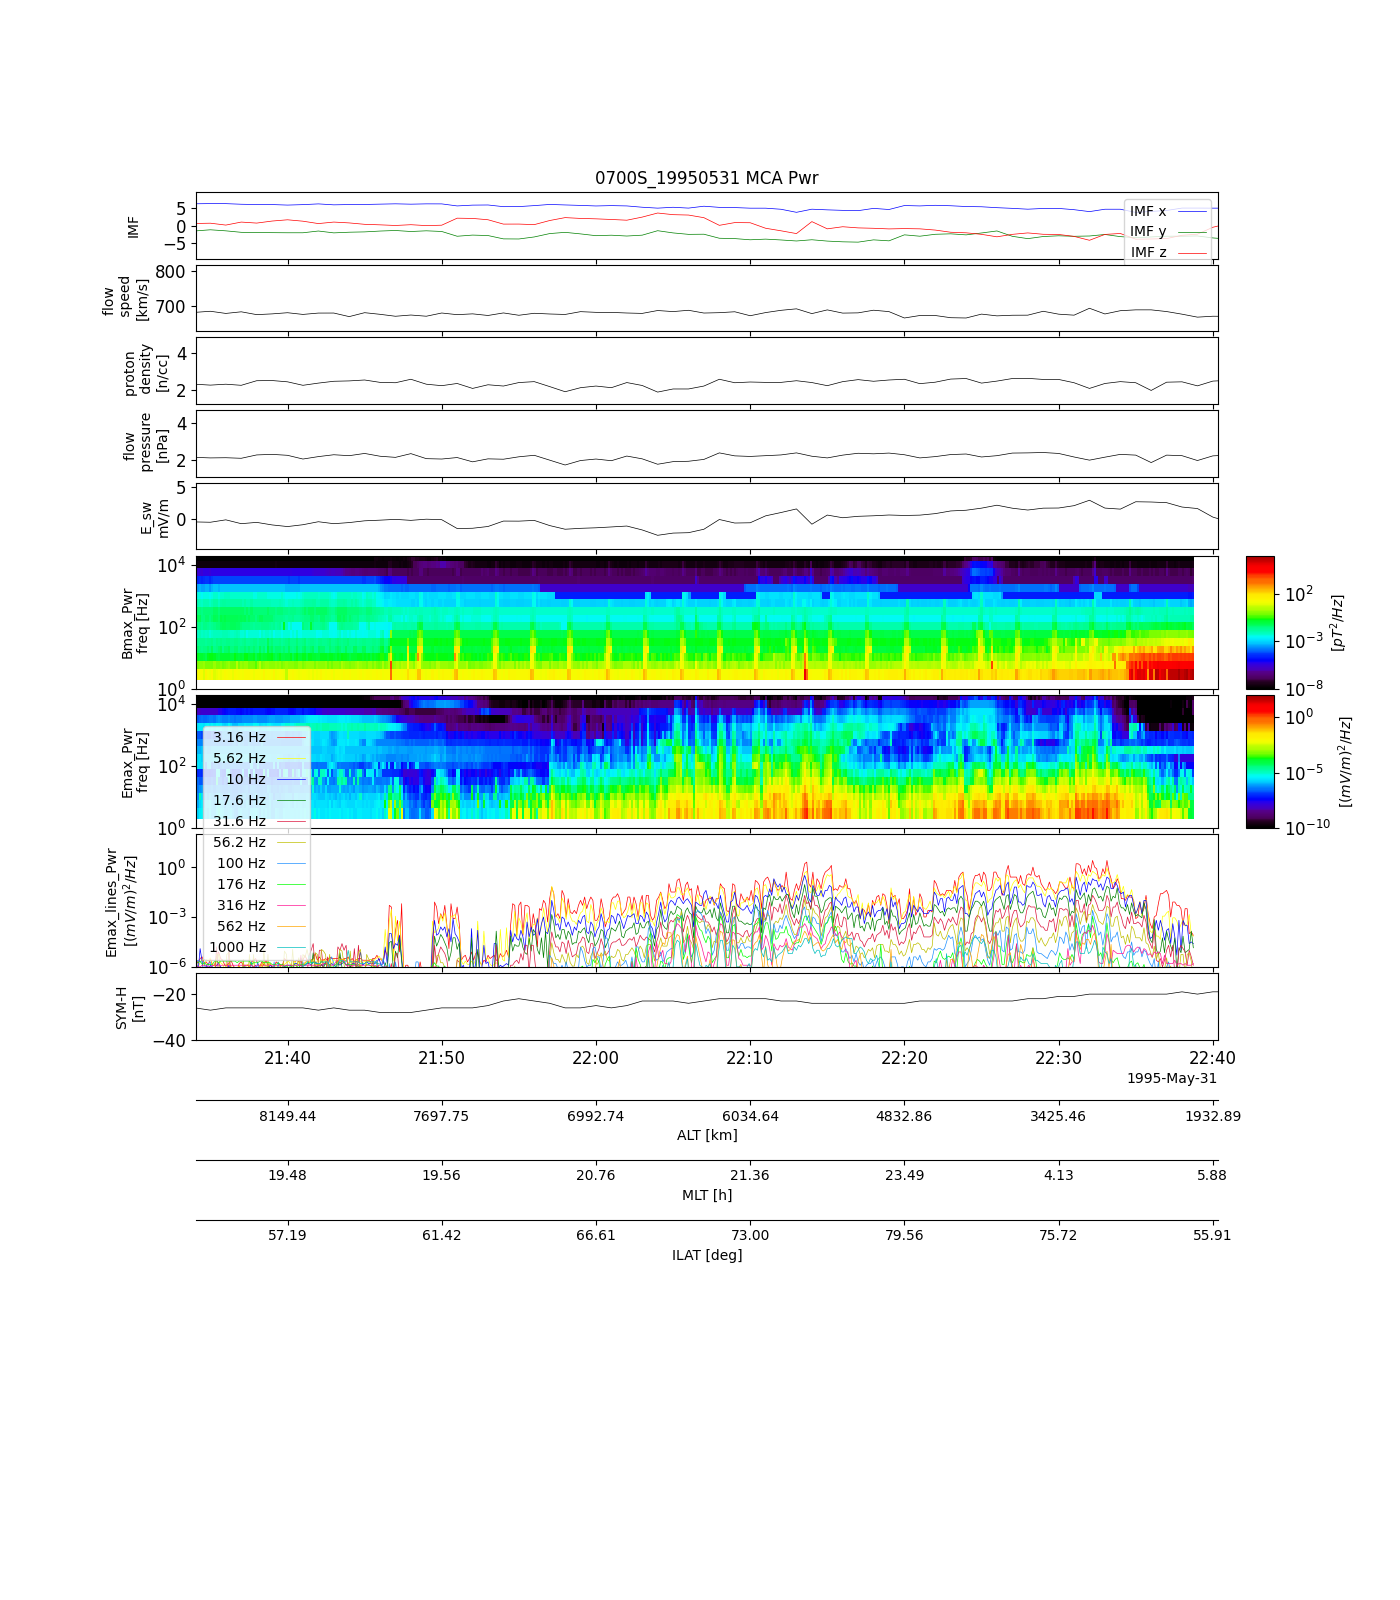 0700S_19950531 MCA Pwr
5
0
−5
IMF
IMF x
IMF y
IMF z
800
700
flow
speed
[km/s]
4
2
proton
density
[n/cc]
4
2
flow
pressure
[nPa]
5
0
E_sw
mV/m
10^4
10^2
10^0
Bmax_Pwr
freq [Hz]
10^2
10^−3
10^−8
[pT^2/Hz]
10^4
10^2
10^0
Emax_Pwr
freq [Hz]
10^0
10^−5
10^−10
[(mV/m)^2/Hz]
3.16 Hz
5.62 Hz
10 Hz
17.6 Hz
31.6 Hz
56.2 Hz
100 Hz
176 Hz
316 Hz
562 Hz
1000 Hz
10^0
10^−3
10^−6
Emax_lines_Pwr
[(mV/m)^2/Hz]
−20
−40
SYM-H
[nT]
21:40 21:50 22:00 22:10 22:20 22:30 22:40
1995-May-31
8149.44 7697.75 6992.74 6034.64 4832.86 3425.46 1932.89
ALT [km]
19.48 19.56 20.76 21.36 23.49 4.13 5.88
MLT [h]
57.19 61.42 66.61 73.00 79.56 75.72 55.91
ILAT [deg]